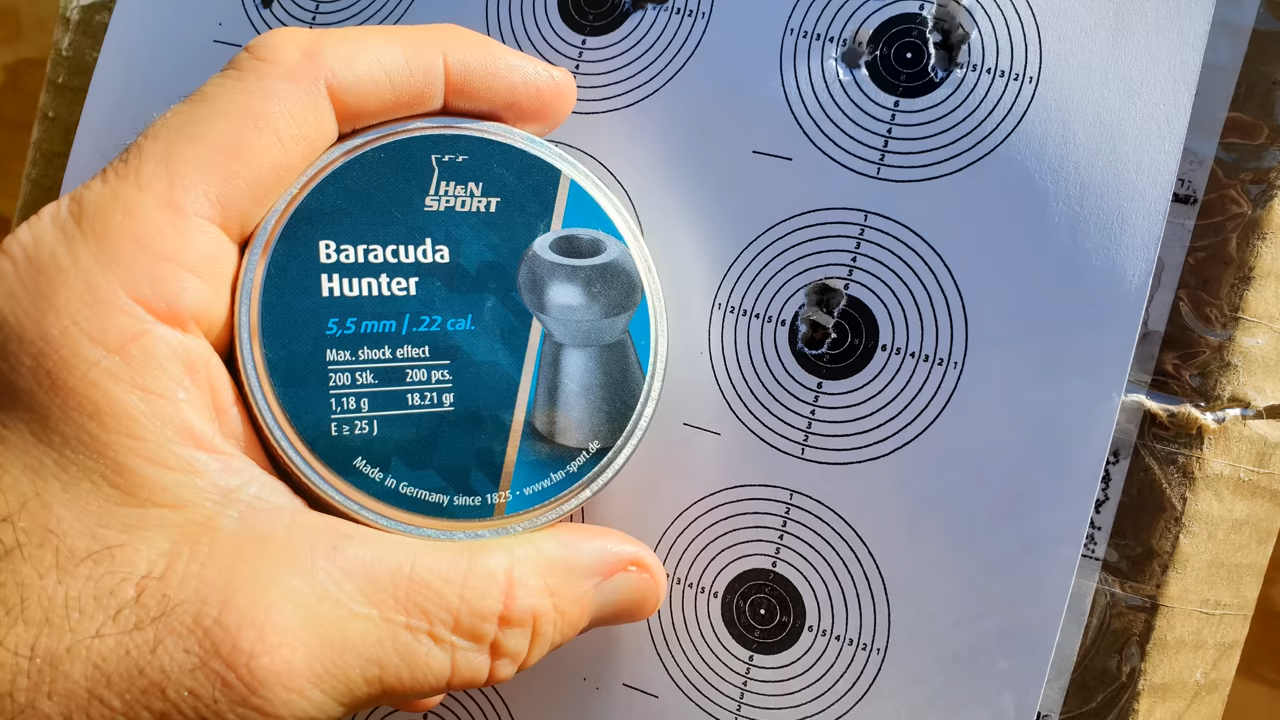 H&N
SPORT
Baracuda
Hunter
5,5 mm | .22 cal.
Max. shock effect
200 Stk. 200 pcs.
1,18 g 18.21 gr
E ≥ 25 J
Made in Germany since 1825 • www.hn-sport.de